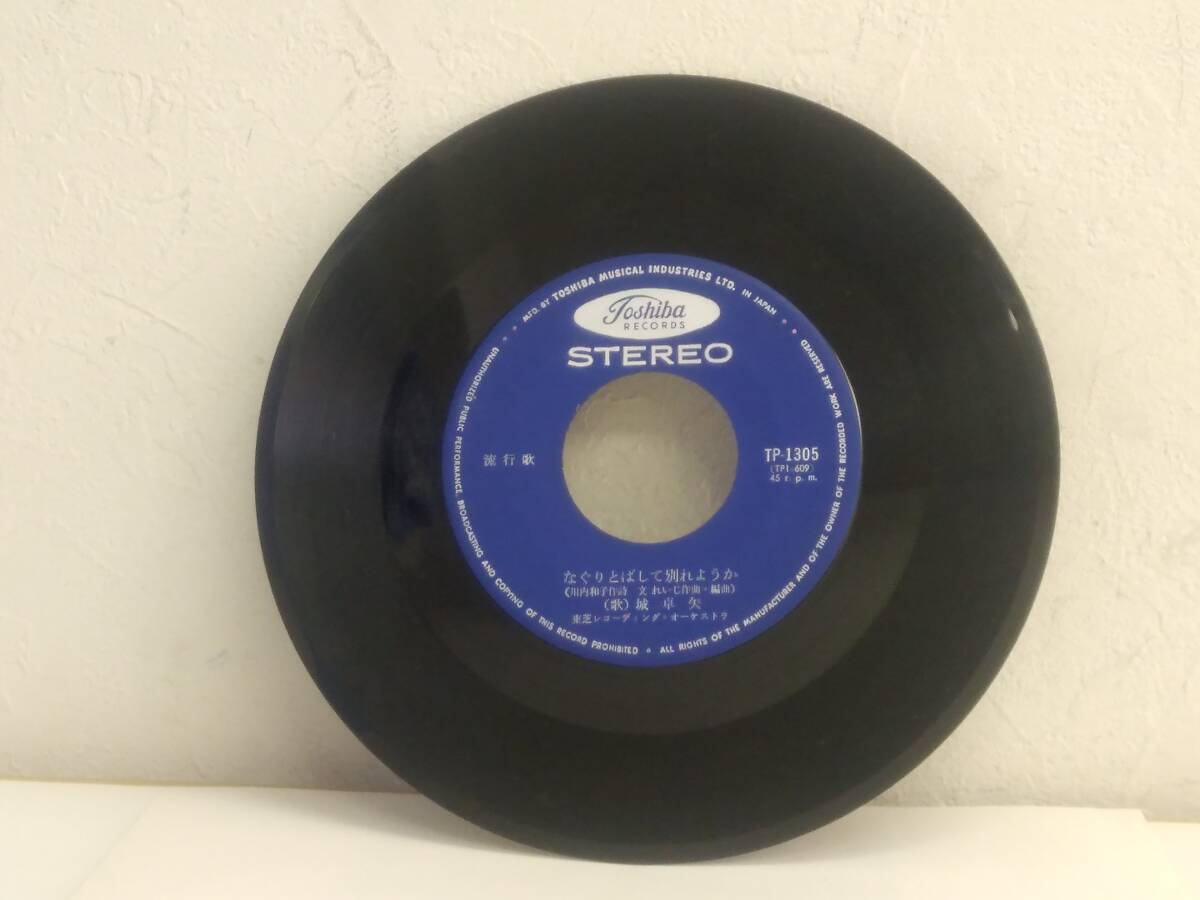 MFD. BY TOSHIBA MUSICAL INDUSTRIES LTD. IN JAPAN
Toshiba
RECORDS
STEREO
流行歌
TP-1305
(TP1-609)
45 r. p. m.
なぐりとばして別れようか
(川内和子作詩 文れいじ作曲・編曲)
(歌) 城卓矢
東芝レコーディング・オーケストラ
UNAUTHORIZED PUBLIC PERFORMANCE, BROADCASTING AND COPYING OF THIS RECORD PROHIBITED • ALL RIGHTS OF THE MANUFACTURER AND OF THE OWNER OF THE RECORDED WORK ARE RESERVED